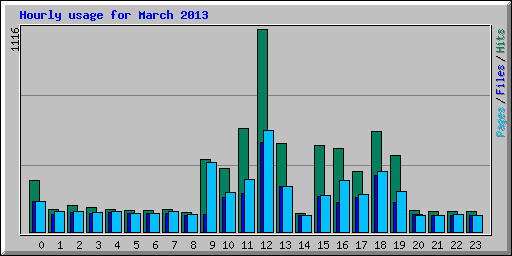 Hourly usage for March 2013
1116
Pages / Files / Hits
0 1 2 3 4 5 6 7 8 9 10 11 12 13 14 15 16 17 18 19 20 21 22 23